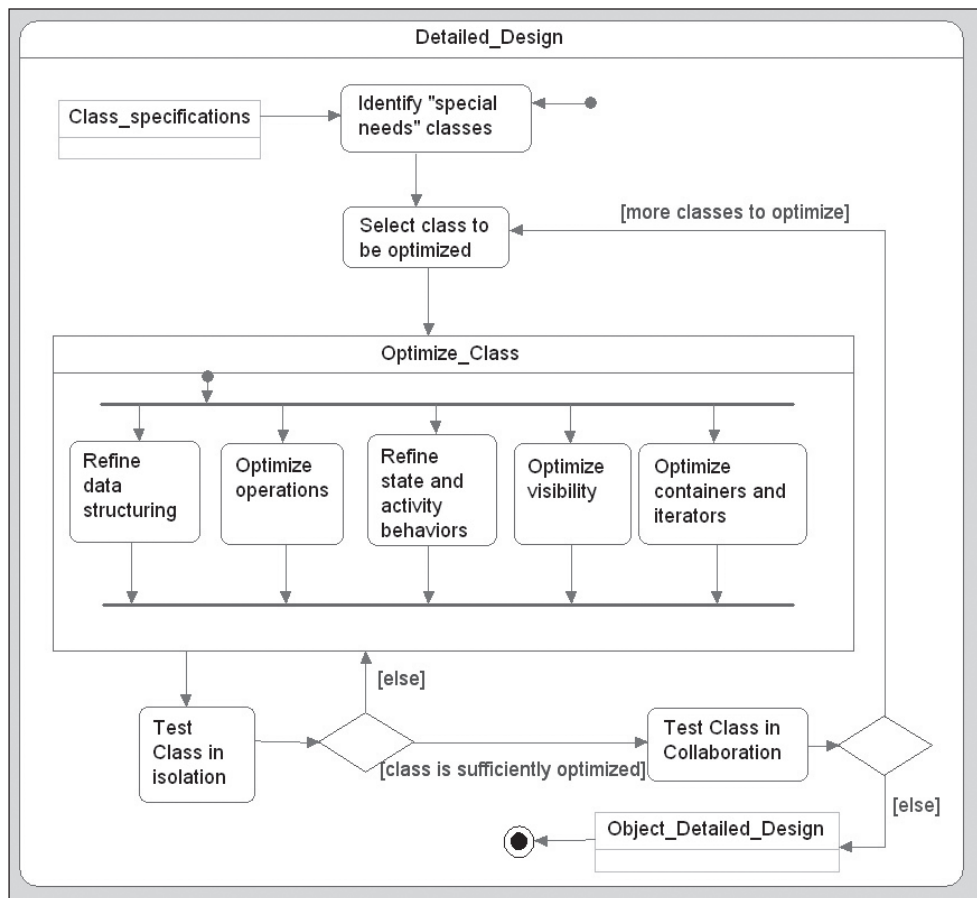 Detailed_Design
Class_specifications
Identify "special
needs" classes
Select class to
be optimized
[more classes to optimize]
Optimize_Class
Refine
data
structuring
Optimize
operations
Refine
state and
activity
behaviors
Optimize
visibility
Optimize
containers and
iterators
[else]
Test
Class in
isolation
[class is sufficiently optimized]
Test Class in
Collaboration
[else]
Object_Detailed_Design